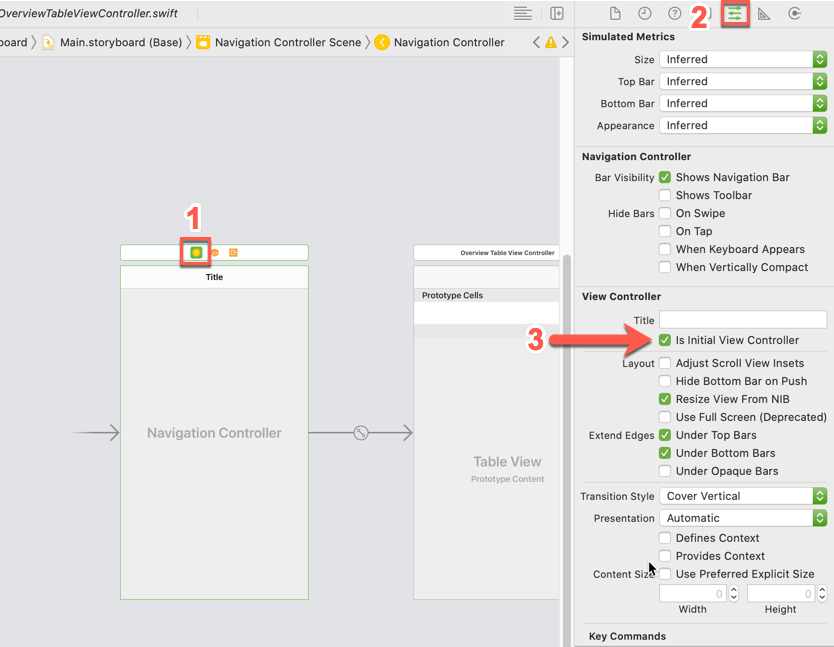 OverviewTableViewController.swift
board
Main.storyboard (Base)
Navigation Controller Scene
Navigation Controller
2
Simulated Metrics
Size Inferred
Top Bar Inferred
Bottom Bar Inferred
Appearance Inferred
Navigation Controller
Bar Visibility Shows Navigation Bar
Shows Toolbar
Hide Bars On Swipe
On Tap
When Keyboard Appears
When Vertically Compact
View Controller
Title
Is Initial View Controller
Layout Adjust Scroll View Insets
Hide Bottom Bar on Push
Resize View From NIB
Use Full Screen (Deprecated)
Extend Edges Under Top Bars
Under Bottom Bars
Under Opaque Bars
Transition Style Cover Vertical
Presentation Automatic
Defines Context
Provides Context
Content Size Use Preferred Explicit Size
0 0
Width Height
Key Commands
1
Title
Navigation Controller
Overview Table View Controller
Prototype Cells
Table View
Prototype Content
3